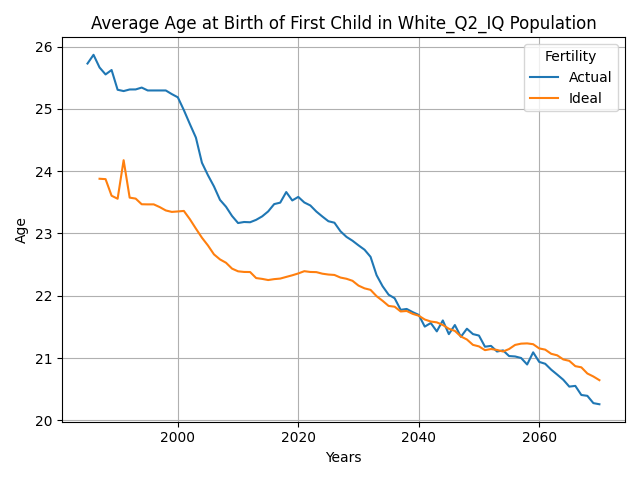 Average Age at Birth of First Child in White_Q2_IQ Population
Fertility
Actual
Ideal
Age
26
25
24
23
22
21
20
2000
2020
2040
2060
Years